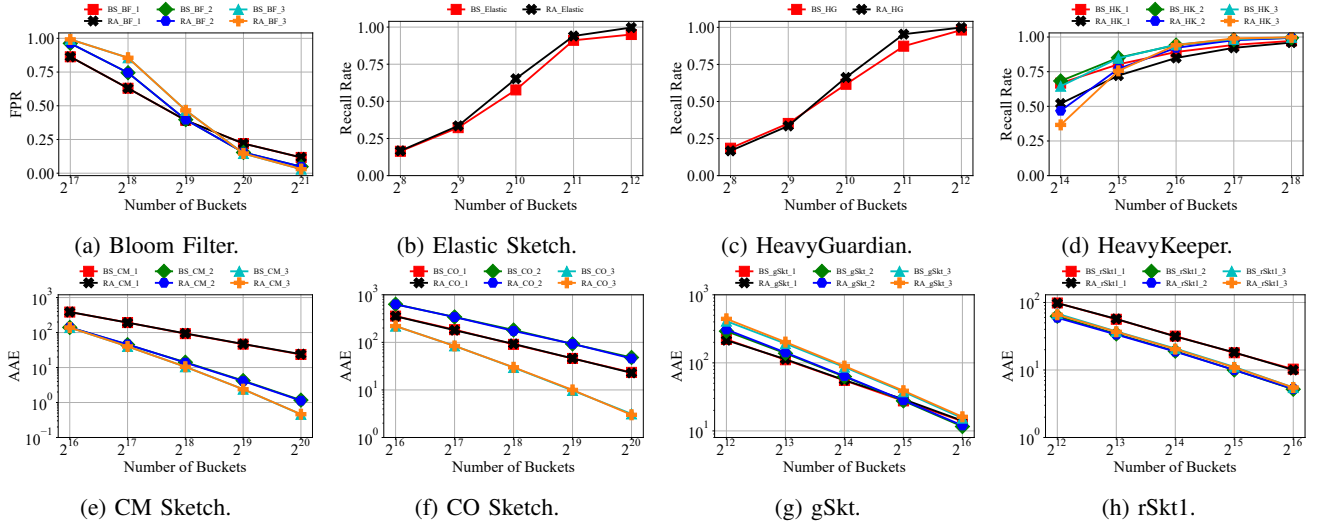 BS_BF_1 BS_BF_2 BS_BF_3
RA_BF_1 RA_BF_2 RA_BF_3
1.00
0.75
0.50
0.25
0.00
FPR
2^17 2^18 2^19 2^20 2^21
Number of Buckets
(a) Bloom Filter.
BS_Elastic RA_Elastic
1.00
0.75
0.50
0.25
0.00
Recall Rate
2^8 2^9 2^10 2^11 2^12
Number of Buckets
(b) Elastic Sketch.
BS_HG RA_HG
1.00
0.75
0.50
0.25
0.00
Recall Rate
2^8 2^9 2^10 2^11 2^12
Number of Buckets
(c) HeavyGuardian.
BS_HK_1 BS_HK_2 BS_HK_3
RA_HK_1 RA_HK_2 RA_HK_3
1.00
0.75
0.50
0.25
0.00
Recall Rate
2^14 2^15 2^16 2^17 2^18
Number of Buckets
(d) HeavyKeeper.
BS_CM_1 BS_CM_2 BS_CM_3
RA_CM_1 RA_CM_2 RA_CM_3
10^3
10^2
10^1
10^0
10^-1
AAE
2^16 2^17 2^18 2^19 2^20
Number of Buckets
(e) CM Sketch.
BS_CO_1 BS_CO_2 BS_CO_3
RA_CO_1 RA_CO_2 RA_CO_3
10^3
10^2
10^1
10^0
AAE
2^16 2^17 2^18 2^19 2^20
Number of Buckets
(f) CO Sketch.
BS_gSkt_1 BS_gSkt_2 BS_gSkt_3
RA_gSkt_1 RA_gSkt_2 RA_gSkt_3
10^3
10^2
10^1
AAE
2^12 2^13 2^14 2^15 2^16
Number of Buckets
(g) gSkt.
BS_rSkt1_1 BS_rSkt1_2 BS_rSkt1_3
RA_rSkt1_1 RA_rSkt1_2 RA_rSkt1_3
10^2
10^1
10^0
AAE
2^12 2^13 2^14 2^15 2^16
Number of Buckets
(h) rSkt1.